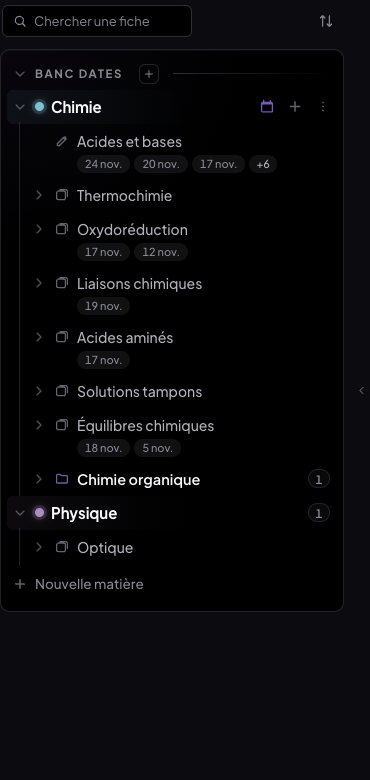 Chercher une fiche
BANC DATES
Chimie
Acides et bases
24 nov. 20 nov. 17 nov. +6
Thermochimie
Oxydoréduction
17 nov. 12 nov.
Liaisons chimiques
19 nov.
Acides aminés
17 nov.
Solutions tampons
Équilibres chimiques
18 nov. 5 nov.
Chimie organique 1
Physique 1
Optique
+ Nouvelle matière